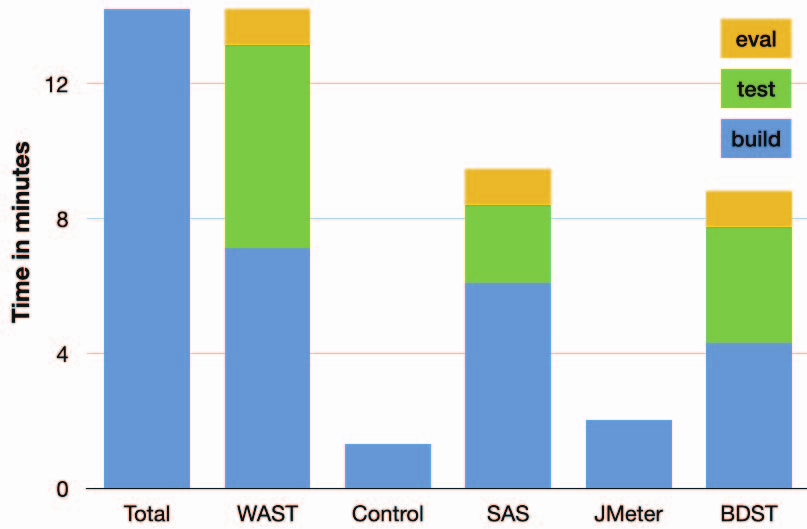 eval
test
build
Time in minutes
12
8
4
0
Total WAST Control SAS JMeter BDST